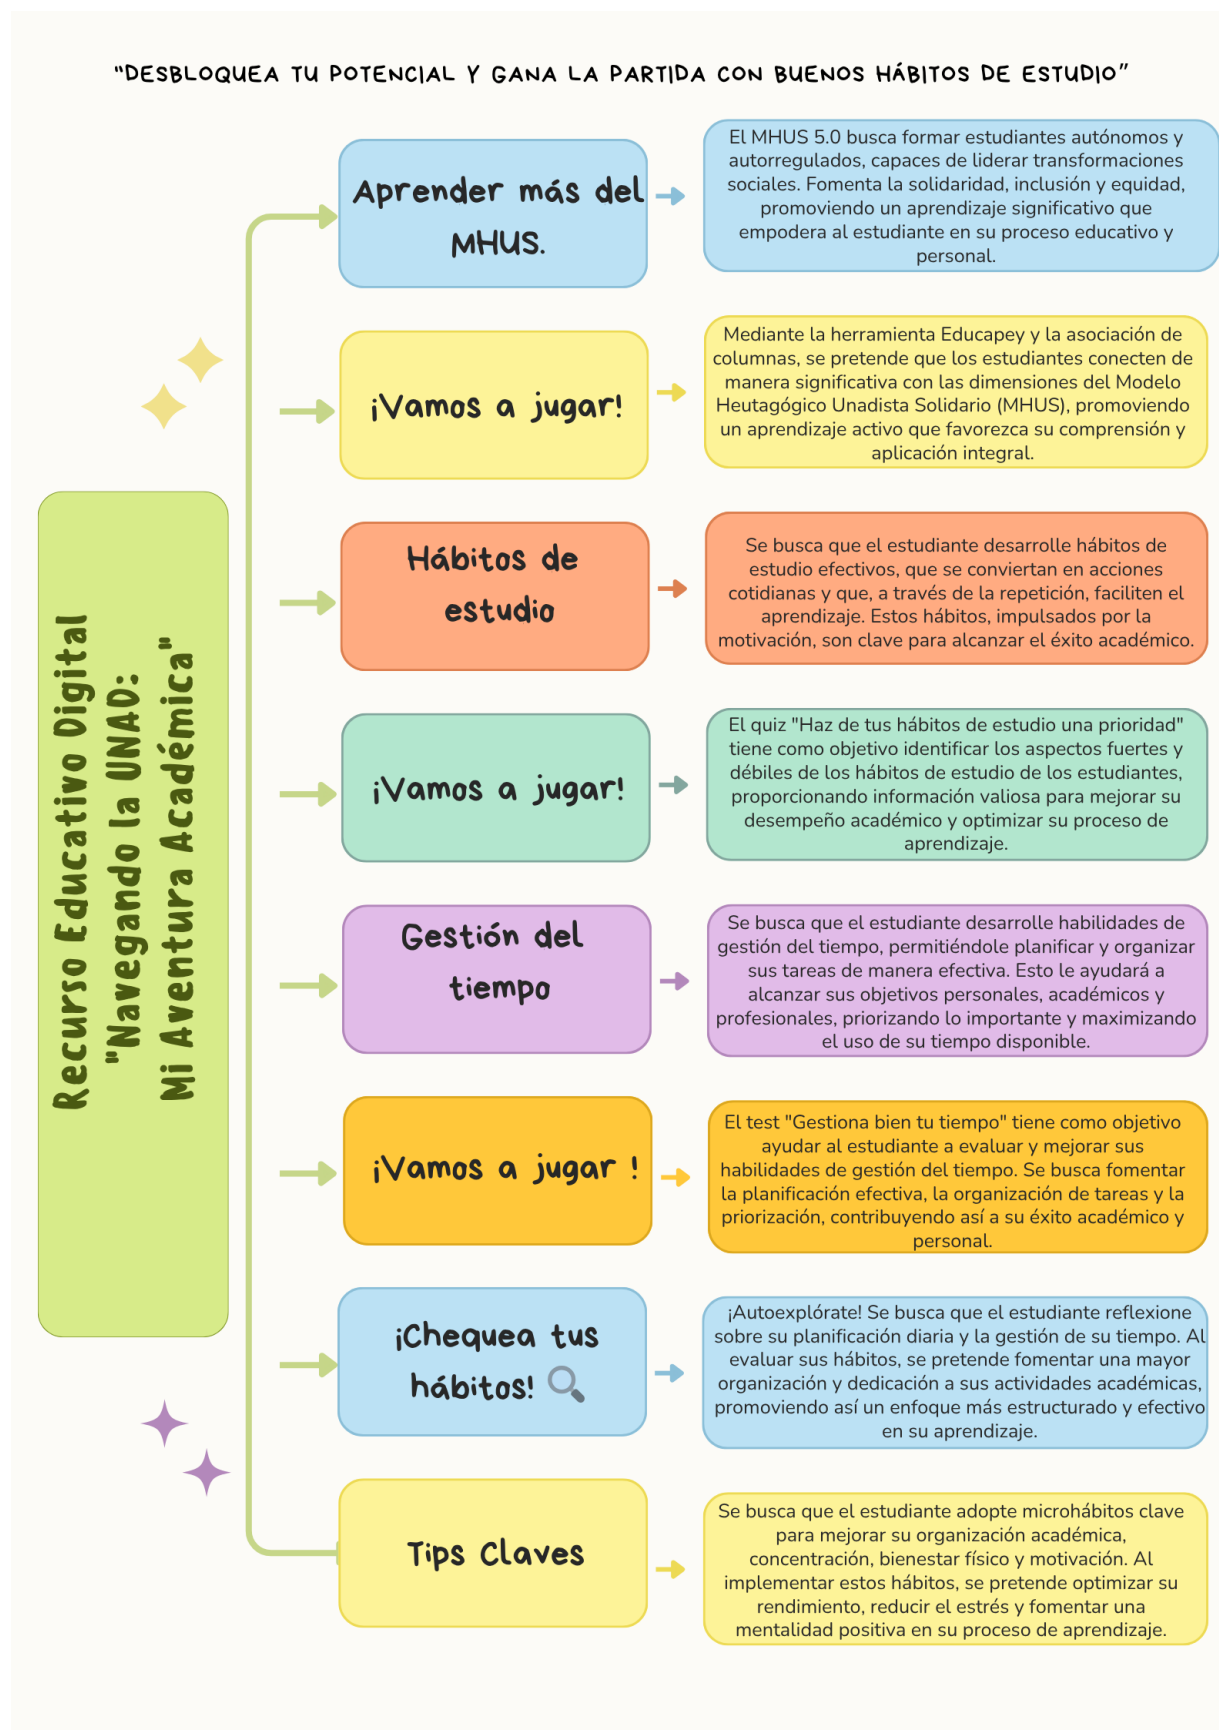 "DESBLOQUEA TU POTENCIAL Y GANA LA PARTIDA CON BUENOS HÁBITOS DE ESTUDIO"
Recurso Educativo Digital
"Navegando la UNAD:
Mi Aventura Académica"
Aprender más del
MHUS.
El MHUS 5.0 busca formar estudiantes autónomos y
autorregulados, capaces de liderar transformaciones
sociales. Fomenta la solidaridad, inclusión y equidad,
promoviendo un aprendizaje significativo que
empodera al estudiante en su proceso educativo y
personal.
¡Vamos a jugar!
Mediante la herramienta Educapey y la asociación de
columnas, se pretende que los estudiantes conecten de
manera significativa con las dimensiones del Modelo
Heutagógico Unadista Solidario (MHUS), promoviendo
un aprendizaje activo que favorezca su comprensión y
aplicación integral.
Hábitos de
estudio
Se busca que el estudiante desarrolle hábitos de
estudio efectivos, que se conviertan en acciones
cotidianas y que, a través de la repetición, faciliten el
aprendizaje. Estos hábitos, impulsados por la
motivación, son clave para alcanzar el éxito académico.
¡Vamos a jugar!
El quiz "Haz de tus hábitos de estudio una prioridad"
tiene como objetivo identificar los aspectos fuertes y
débiles de los hábitos de estudio de los estudiantes,
proporcionando información valiosa para mejorar su
desempeño académico y optimizar su proceso de
aprendizaje.
Gestión del
tiempo
Se busca que el estudiante desarrolle habilidades de
gestión del tiempo, permitiéndole planificar y organizar
sus tareas de manera efectiva. Esto le ayudará a
alcanzar sus objetivos personales, académicos y
profesionales, priorizando lo importante y maximizando
el uso de su tiempo disponible.
¡Vamos a jugar !
El test "Gestiona bien tu tiempo" tiene como objetivo
ayudar al estudiante a evaluar y mejorar sus
habilidades de gestión del tiempo. Se busca fomentar
la planificación efectiva, la organización de tareas y la
priorización, contribuyendo así a su éxito académico y
personal.
¡Chequea tus
hábitos!
¡Autoexplórate! Se busca que el estudiante reflexione
sobre su planificación diaria y la gestión de su tiempo. Al
evaluar sus hábitos, se pretende fomentar una mayor
organización y dedicación a sus actividades académicas,
promoviendo así un enfoque más estructurado y efectivo
en su aprendizaje.
Tips Claves
Se busca que el estudiante adopte microhábitos clave
para mejorar su organización académica,
concentración, bienestar físico y motivación. Al
implementar estos hábitos, se pretende optimizar su
rendimiento, reducir el estrés y fomentar una
mentalidad positiva en su proceso de aprendizaje.